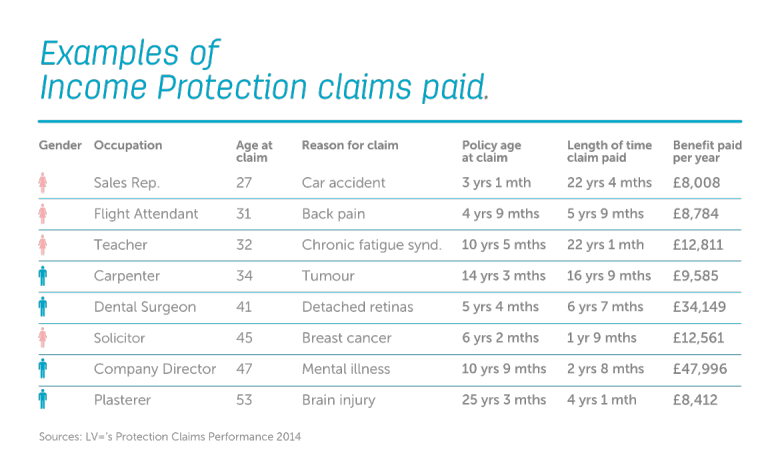 Examples of
Income Protection claims paid.
Gender Occupation Age at claim Reason for claim Policy age at claim Length of time claim paid Benefit paid per year
Sales Rep. 27 Car accident 3 yrs 1 mth 22 yrs 4 mths £8,008
Flight Attendant 31 Back pain 4 yrs 9 mths 5 yrs 9 mths £8,784
Teacher 32 Chronic fatigue synd. 10 yrs 5 mths 22 yrs 1 mth £12,811
Carpenter 34 Tumour 14 yrs 3 mths 16 yrs 9 mths £9,585
Dental Surgeon 41 Detached retinas 5 yrs 4 mths 6 yrs 7 mths £34,149
Solicitor 45 Breast cancer 6 yrs 2 mths 1 yr 9 mths £12,561
Company Director 47 Mental illness 10 yrs 9 mths 2 yrs 8 mths £47,996
Plasterer 53 Brain injury 25 yrs 3 mths 4 yrs 1 mth £8,412
Sources: LV='s Protection Claims Performance 2014